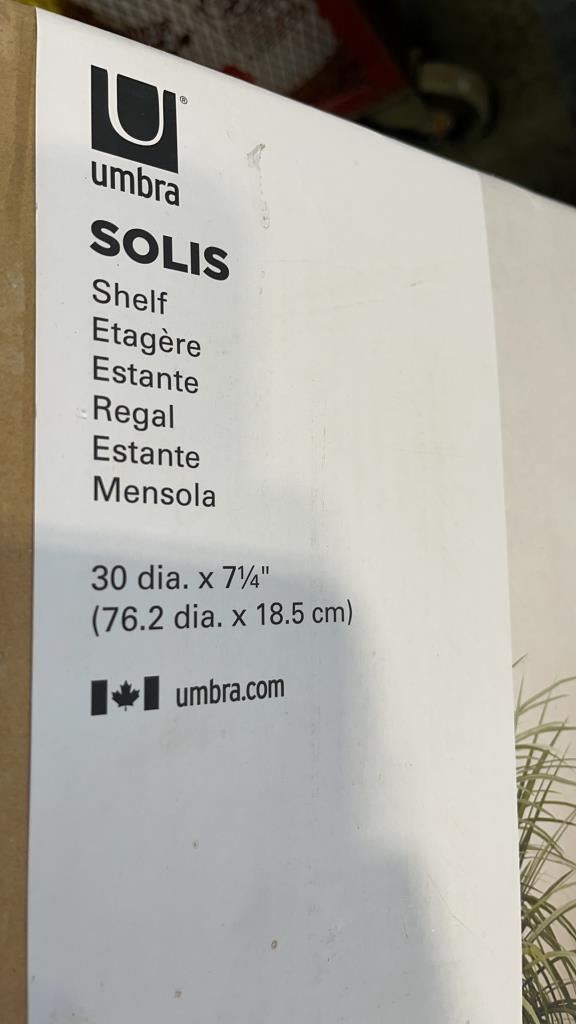 U®
umbra
SOLIS
Shelf
Etagère
Estante
Regal
Estante
Mensola
30 dia. x 7¼"
(76.2 dia. x 18.5 cm)
umbra.com